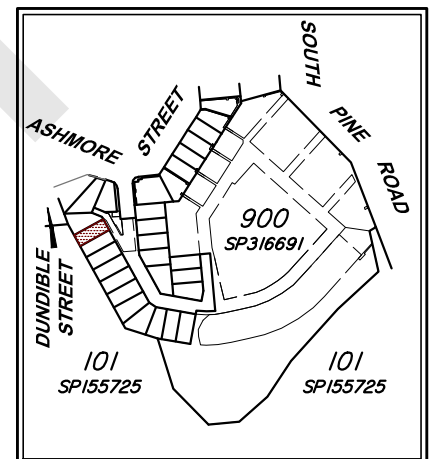 SOUTH
PINE
ROAD
ASHMORE
STREET
900
SP316691
DUNDIBLE
STREET
101
SP155725
101
SP155725